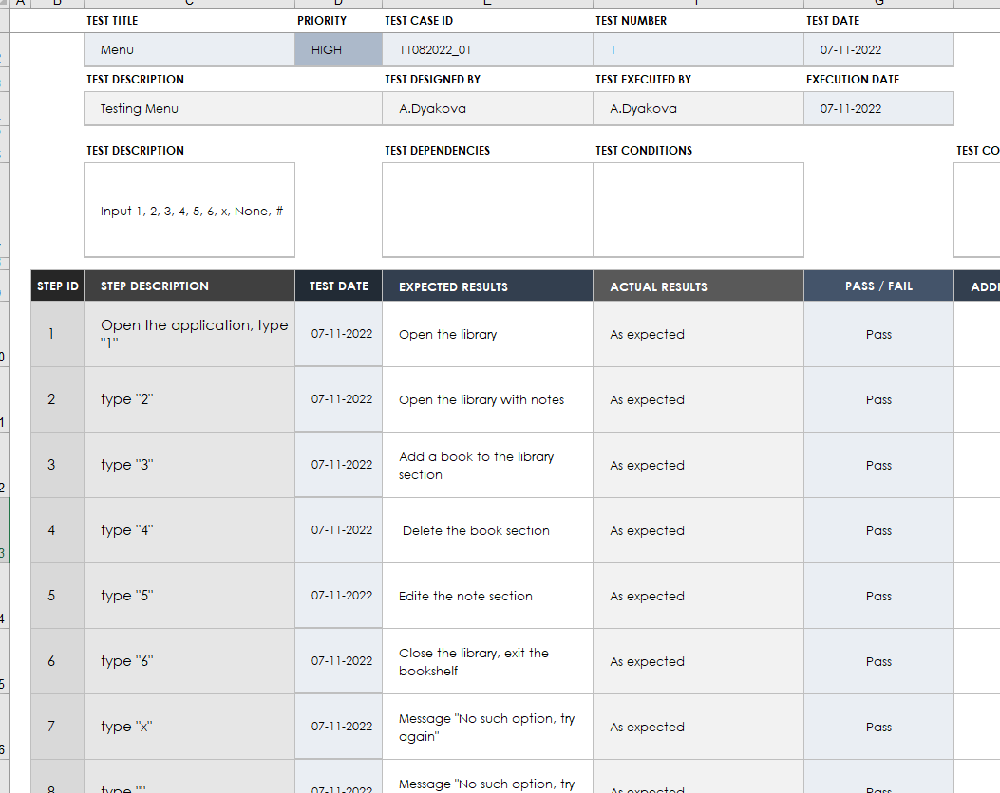 A B C D E F G
TEST TITLE PRIORITY TEST CASE ID TEST NUMBER TEST DATE
Menu HIGH 11082022_01 1 07-11-2022
TEST DESCRIPTION TEST DESIGNED BY TEST EXECUTED BY EXECUTION DATE
Testing Menu A.Dyakova A.Dyakova 07-11-2022
TEST DESCRIPTION TEST DEPENDENCIES TEST CONDITIONS TEST CO
Input 1, 2, 3, 4, 5, 6, x, None, #
STEP ID STEP DESCRIPTION TEST DATE EXPECTED RESULTS ACTUAL RESULTS PASS / FAIL ADDI
1 Open the application, type "1" 07-11-2022 Open the library As expected Pass
2 type "2" 07-11-2022 Open the library with notes As expected Pass
3 type "3" 07-11-2022 Add a book to the library section As expected Pass
4 type "4" 07-11-2022 Delete the book section As expected Pass
5 type "5" 07-11-2022 Edite the note section As expected Pass
6 type "6" 07-11-2022 Close the library, exit the bookshelf As expected Pass
7 type "x" 07-11-2022 Message "No such option, try again" As expected Pass
8 type "" 07-11-2022 Message "No such option, try As expected Pass